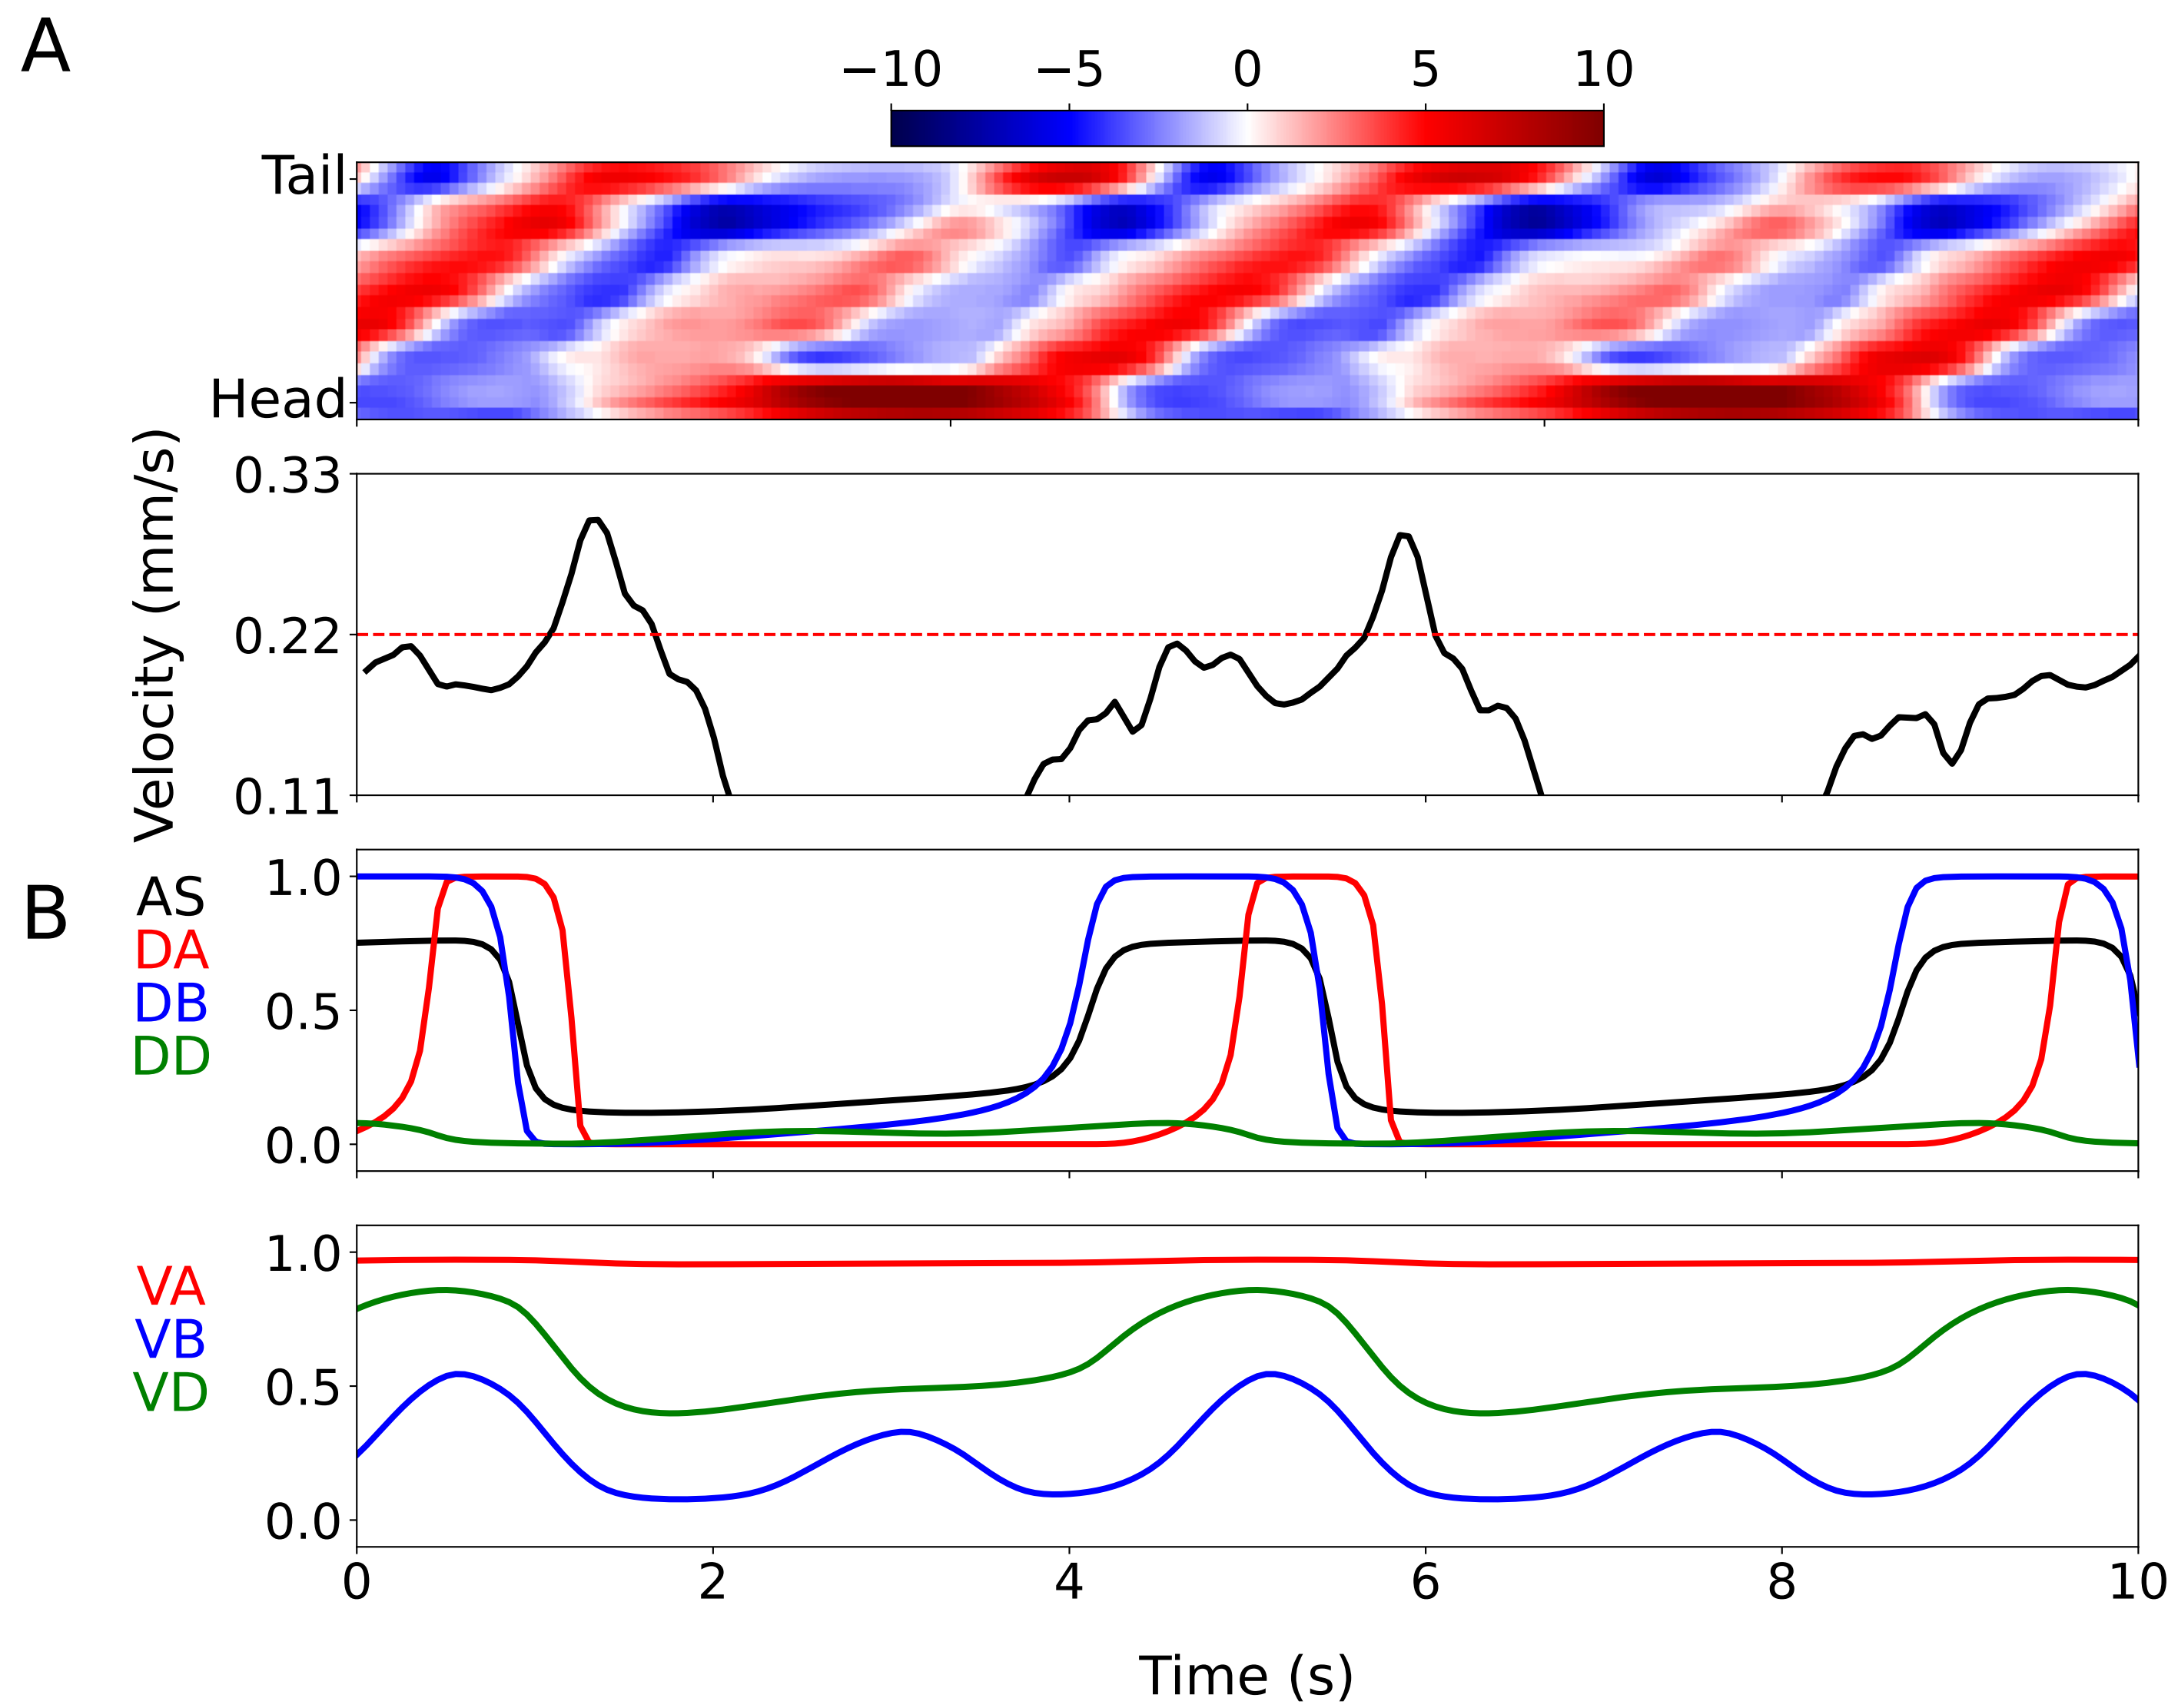 A
−10 −5 0 5 10
Tail
Head
Velocity (mm/s)
0.33
0.22
0.11
B
AS
DA
DB
DD
1.0
0.5
0.0
VA
VB
VD
1.0
0.5
0.0
0 2 4 6 8 10
Time (s)